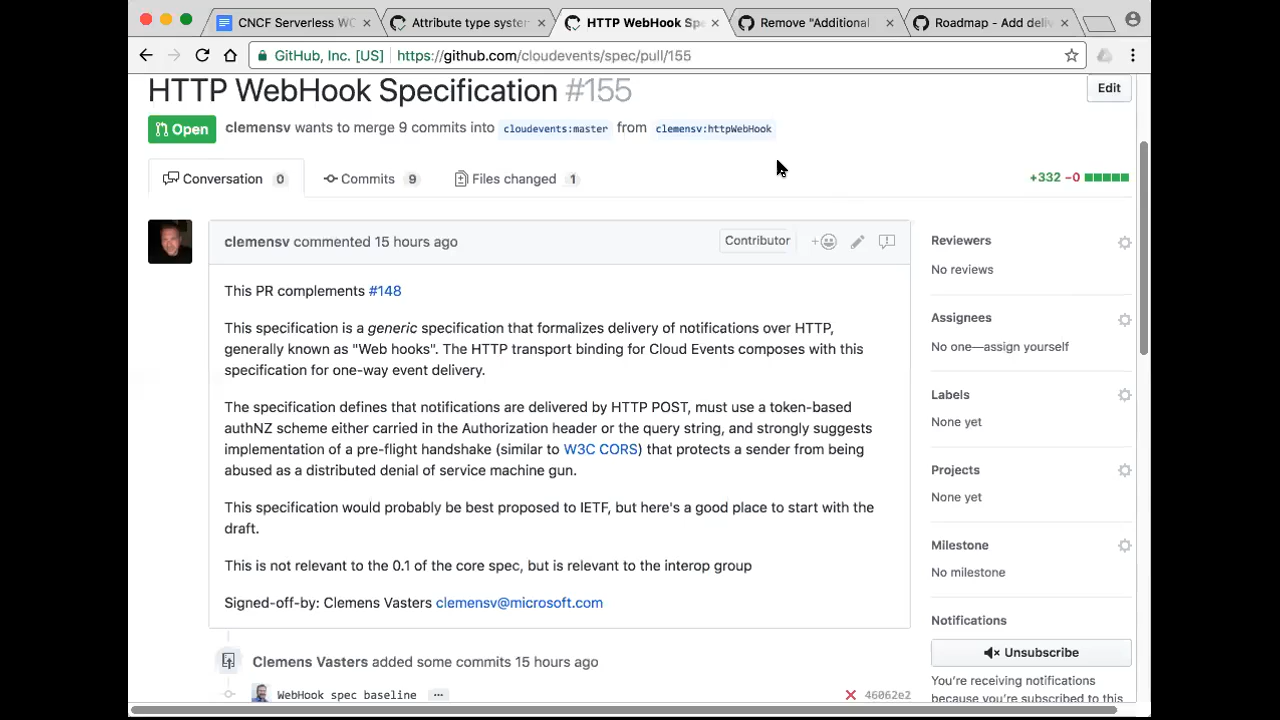 CNCF Serverless WG
Attribute type system
HTTP WebHook Spe
Remove "Additional
Roadmap - Add deliv
GitHub, Inc. [US] https://github.com/cloudevents/spec/pull/155
HTTP WebHook Specification #155
Edit
Open
clemensv wants to merge 9 commits into cloudevents:master from clemensv:httpWebHook
Conversation 0
Commits 9
Files changed 1
+332 −0
clemensv commented 15 hours ago
Contributor
This PR complements #148
This specification is a generic specification that formalizes delivery of notifications over HTTP,
generally known as "Web hooks". The HTTP transport binding for Cloud Events composes with this
specification for one-way event delivery.
The specification defines that notifications are delivered by HTTP POST, must use a token-based
authNZ scheme either carried in the Authorization header or the query string, and strongly suggests
implementation of a pre-flight handshake (similar to W3C CORS) that protects a sender from being
abused as a distributed denial of service machine gun.
This specification would probably be best proposed to IETF, but here's a good place to start with the
draft.
This is not relevant to the 0.1 of the core spec, but is relevant to the interop group
Signed-off-by: Clemens Vasters clemensv@microsoft.com
Clemens Vasters added some commits 15 hours ago
WebHook spec baseline ...
46062e2
Reviewers
No reviews
Assignees
No one—assign yourself
Labels
None yet
Projects
None yet
Milestone
No milestone
Notifications
Unsubscribe
You're receiving notifications
because you're subscribed to this